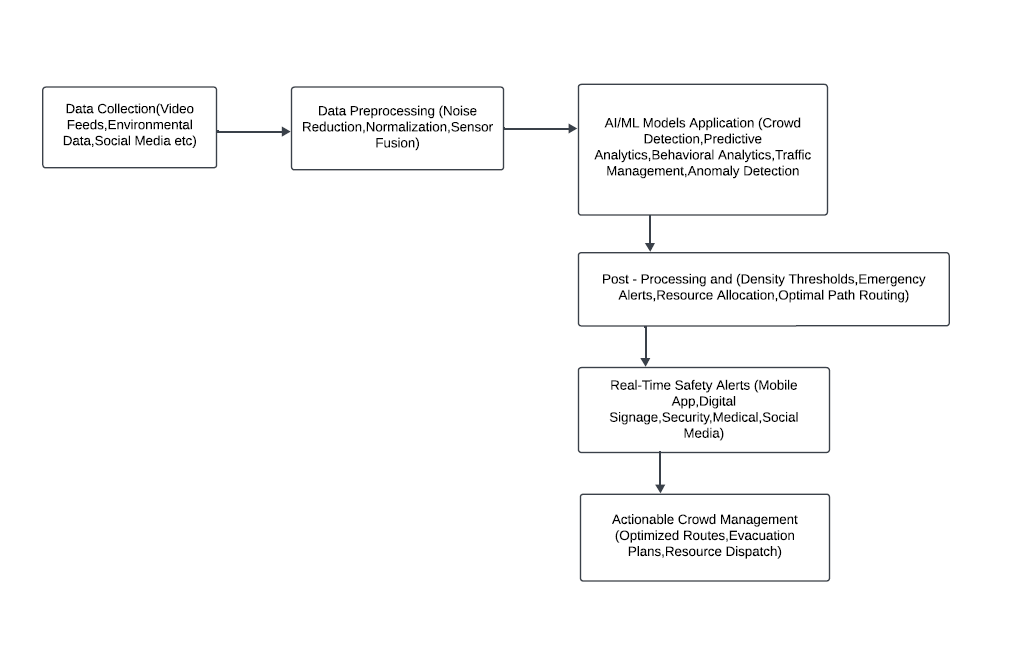 Data Collection(Video
Feeds,Environmental
Data,Social Media etc)
Data Preprocessing (Noise
Reduction,Normalization,Sensor
Fusion)
AI/ML Models Application (Crowd
Detection,Predictive
Analytics,Behavioral Analytics,Traffic
Management,Anomaly Detection
Post - Processing and (Density Thresholds,Emergency
Alerts,Resource Allocation,Optimal Path Routing)
Real-Time Safety Alerts (Mobile
App,Digital
Signage,Security,Medical,Social
Media)
Actionable Crowd Management
(Optimized Routes,Evacuation
Plans,Resource Dispatch)